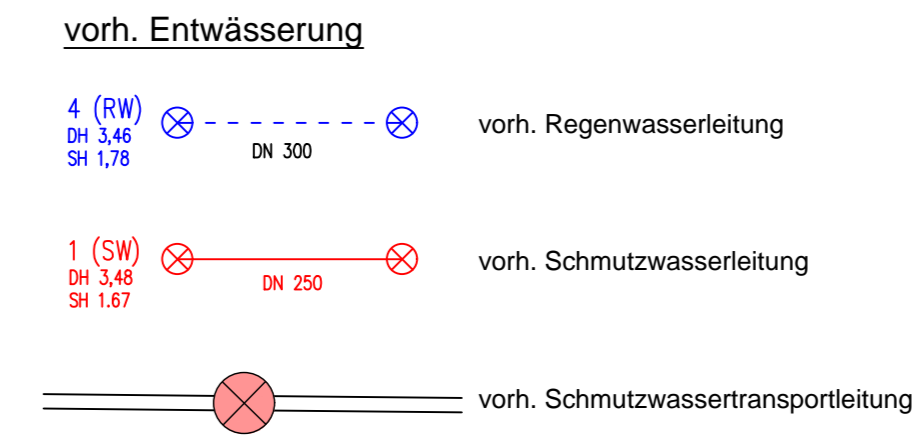 vorh. Entwässerung
4 (RW)
DH 3,46
SH 1,78
DN 300
vorh. Regenwasserleitung
1 (SW)
DH 3,48
SH 1.67
DN 250
vorh. Schmutzwasserleitung
vorh. Schmutzwassertransportleitung